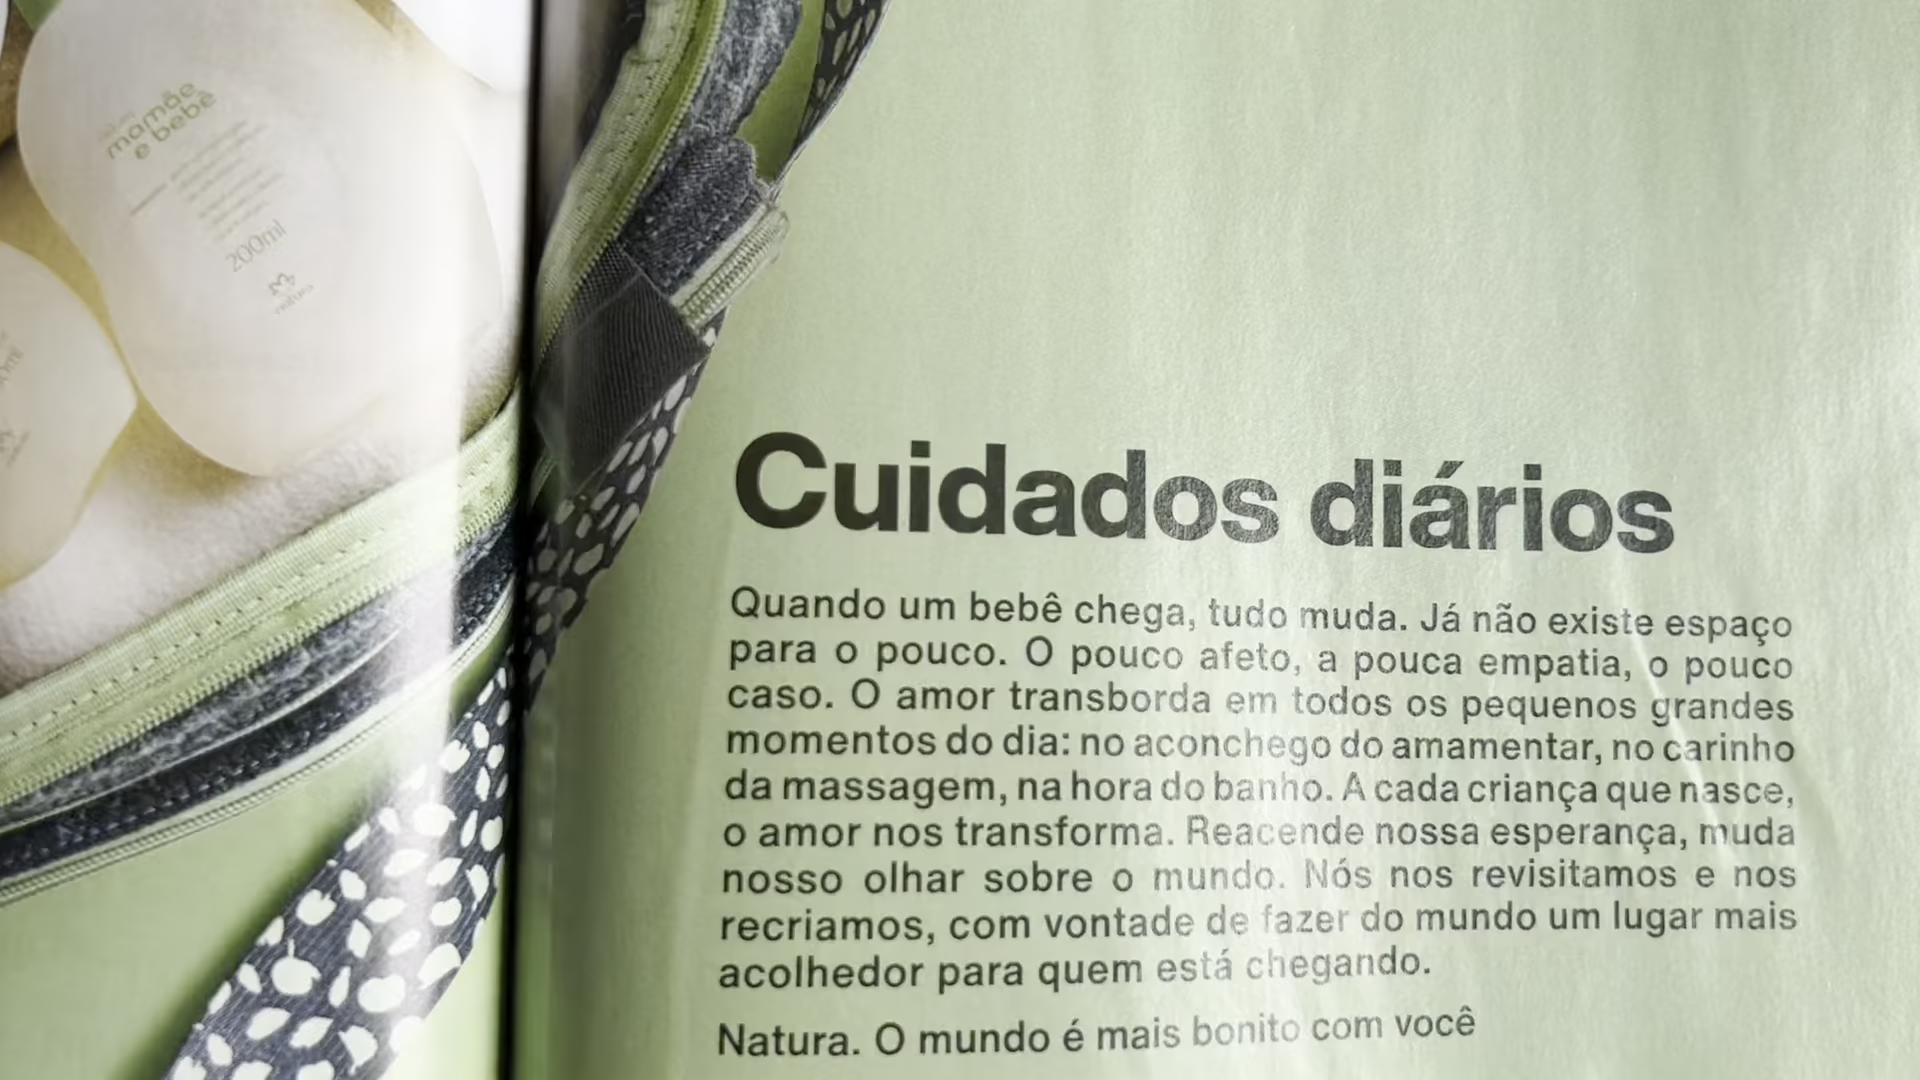 mamãe
e bebê
200ml
natura
Cuidados diários
Quando um bebê chega, tudo muda. Já não existe espaço
para o pouco. O pouco afeto, a pouca empatia, o pouco
caso. O amor transborda em todos os pequenos grandes
momentos do dia: no aconchego do amamentar, no carinho
da massagem, na hora do banho. A cada criança que nasce,
o amor nos transforma. Reacende nossa esperança, muda
nosso olhar sobre o mundo. Nós nos revisitamos e nos
recriamos, com vontade de fazer do mundo um lugar mais
acolhedor para quem está chegando.
Natura. O mundo é mais bonito com você